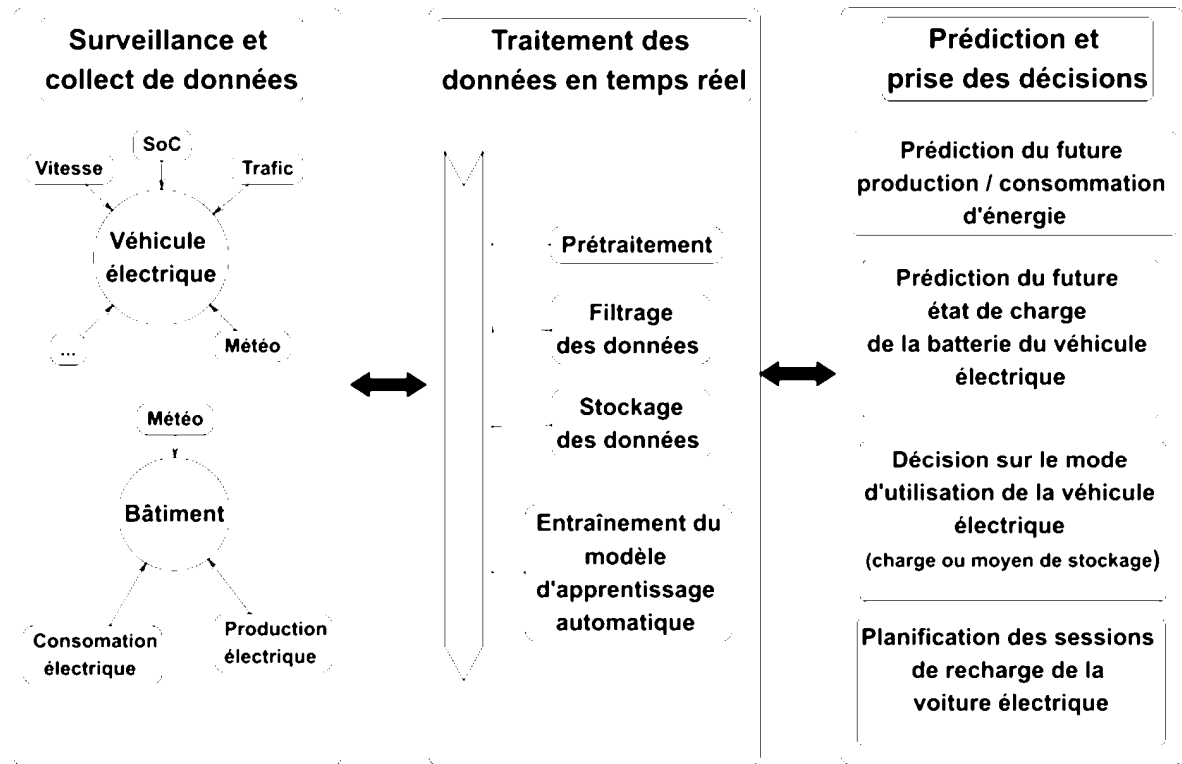 Surveillance et
collect de données
SoC
Vitesse
Trafic
Véhicule
électrique
...
Météo
Météo
Bâtiment
Consomation
électrique
Production
électrique
Traitement des
données en temps réel
Prétraitement
Filtrage
des données
Stockage
des données
Entraînement du
modèle
d'apprentissage
automatique
Prédiction et
prise des décisions
Prédiction du future
production / consommation
d'énergie
Prédiction du future
état de charge
de la batterie du véhicule
électrique
Décision sur le mode
d'utilisation de la véhicule
électrique
(charge ou moyen de stockage)
Planification des sessions
de recharge de la
voiture électrique